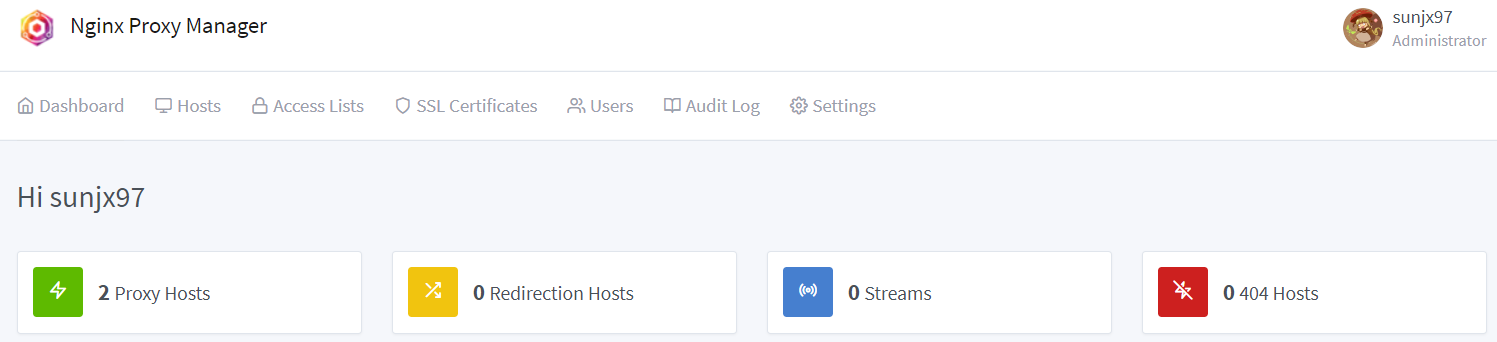 Nginx Proxy Manager
sunjx97
Administrator
Dashboard Hosts Access Lists SSL Certificates Users Audit Log Settings
Hi sunjx97
2 Proxy Hosts
0 Redirection Hosts
0 Streams
0 404 Hosts